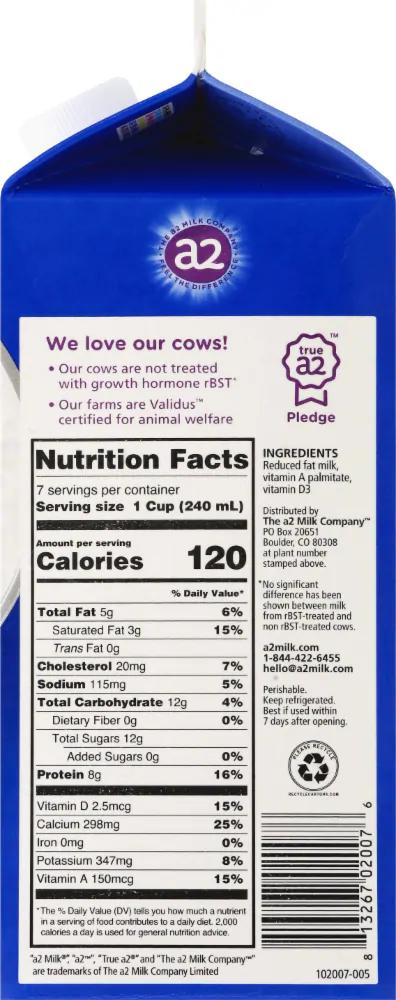 THE a2 MILK COMPANY
a2
FEEL THE DIFFERENCE
We love our cows!
• Our cows are not treated
with growth hormone rBST*
• Our farms are Validus™
certified for animal welfare
™
true
a2
Pledge
Nutrition Facts
7 servings per container
Serving size 1 Cup (240 mL)
Amount per serving
Calories 120
% Daily Value*
Total Fat 5g 6%
Saturated Fat 3g 15%
Trans Fat 0g
Cholesterol 20mg 7%
Sodium 115mg 5%
Total Carbohydrate 12g 4%
Dietary Fiber 0g 0%
Total Sugars 12g
Added Sugars 0g 0%
Protein 8g 16%
Vitamin D 2.5mcg 15%
Calcium 298mg 25%
Iron 0mg 0%
Potassium 347mg 8%
Vitamin A 150mcg 15%
*The % Daily Value (DV) tells you how much a nutrient
in a serving of food contributes to a daily diet. 2,000
calories a day is used for general nutrition advice.
INGREDIENTS
Reduced fat milk,
vitamin A palmitate,
vitamin D3
Distributed by
The a2 Milk Company™
PO Box 20651
Boulder, CO 80308
at plant number
stamped above.
*No significant
difference has been
shown between milk
from rBST-treated and
non rBST-treated cows.
a2milk.com
1-844-422-6455
hello@a2milk.com
Perishable.
Keep refrigerated.
Best if used within
7 days after opening.
PLEASE RECYCLE
RECYCLECARTONS.COM
8 13267 02007 6
"a2 Milk®", "a2™", "True a2®" and "The a2 Milk Company™"
are trademarks of The a2 Milk Company Limited
102007-005